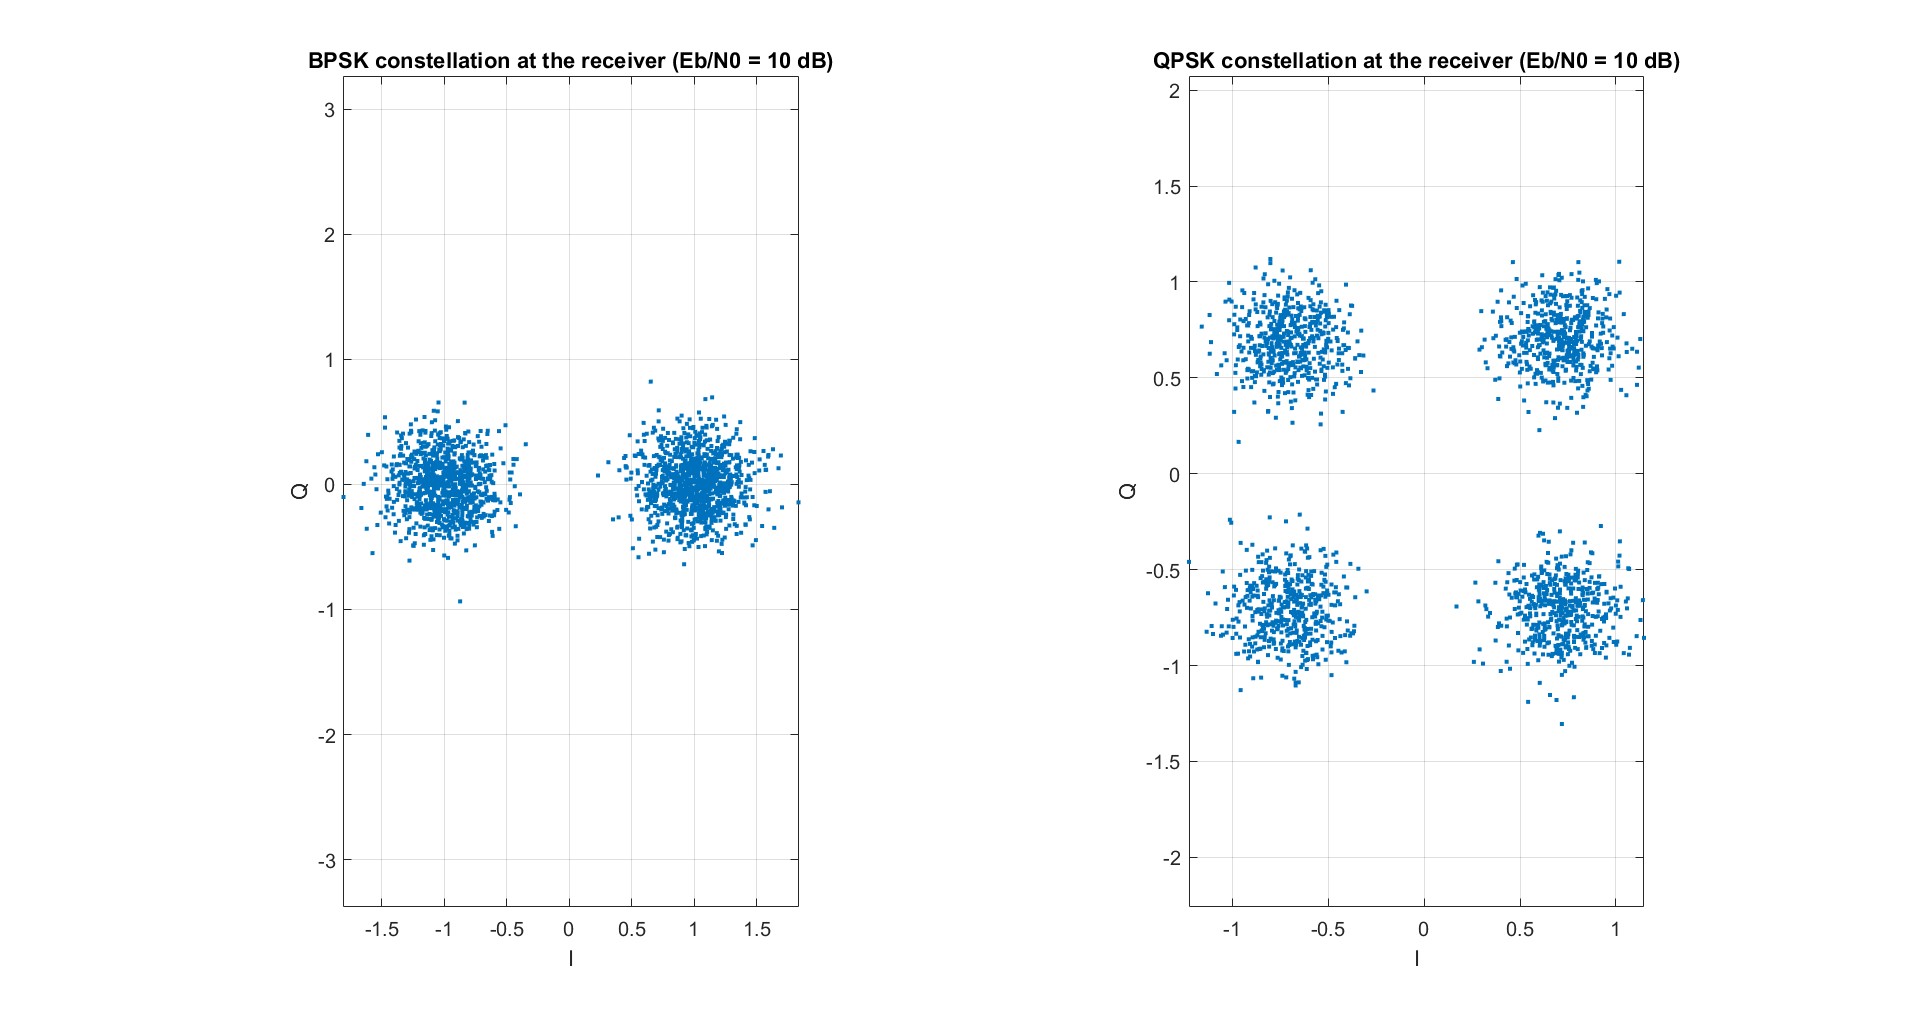 BPSK constellation at the receiver (Eb/N0 = 10 dB)
3
2
1
0
-1
-2
-3
Q
-1.5 -1 -0.5 0 0.5 1 1.5
I
QPSK constellation at the receiver (Eb/N0 = 10 dB)
2
1.5
1
0.5
0
-0.5
-1
-1.5
-2
Q
-1 -0.5 0 0.5 1
I